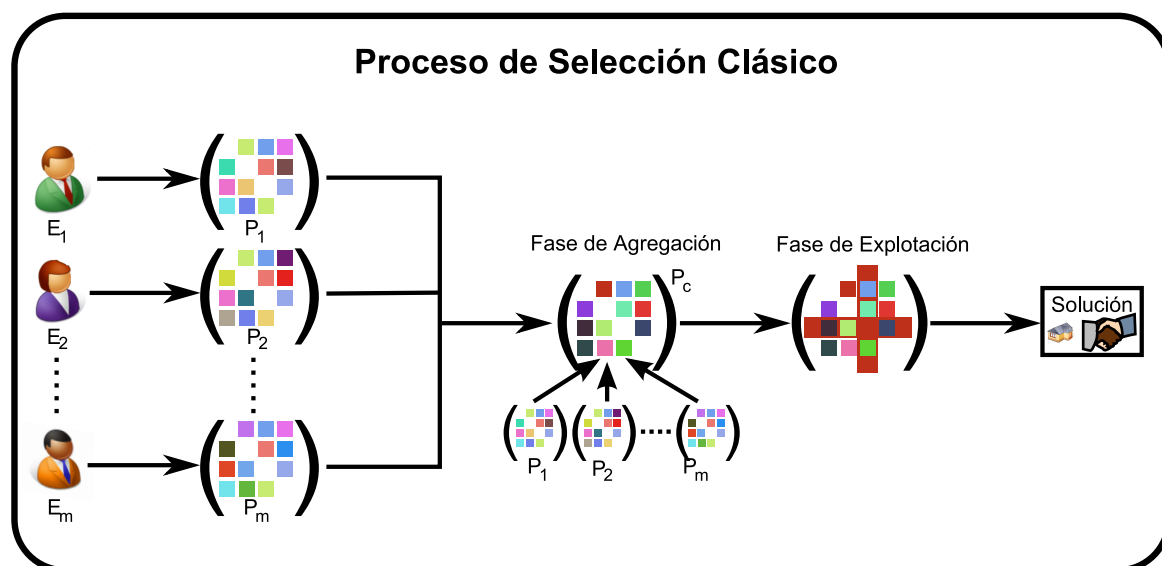 Proceso de Selección Clásico
E1
P1
E2
P2
Em
Pm
Fase de Agregación
Pc
P1
P2
Pm
Fase de Explotación
Solución